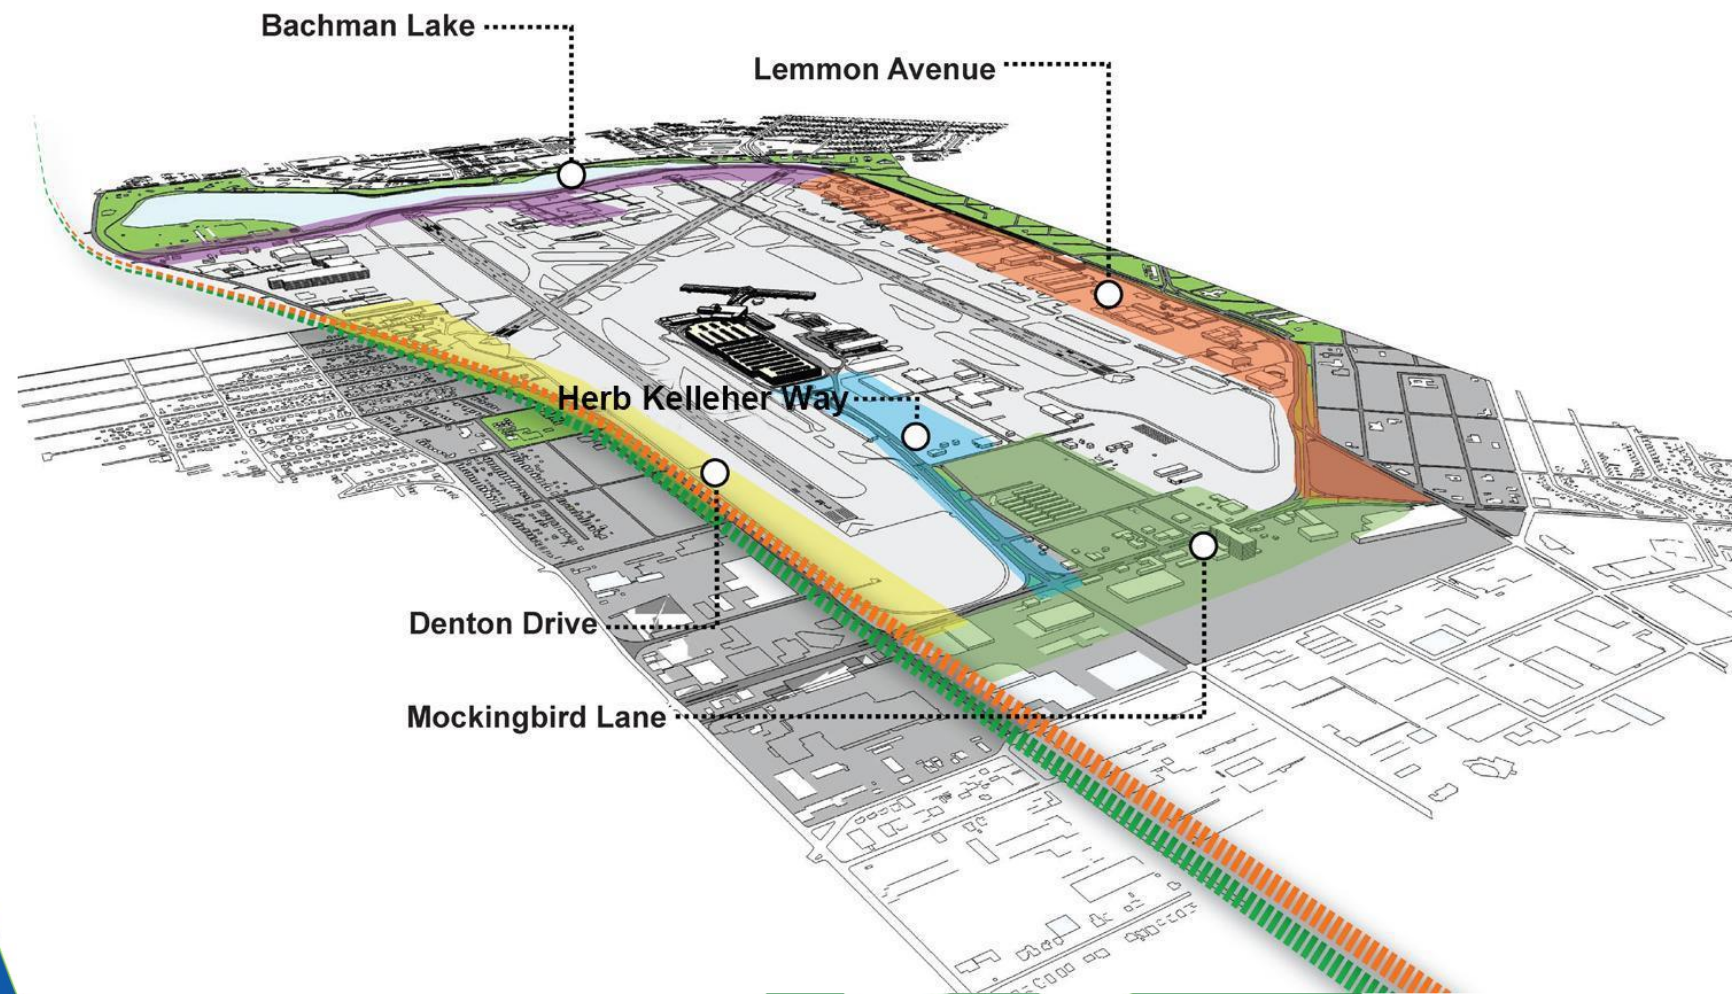 Bachman Lake
Lemmon Avenue
Herb Kelleher Way
Denton Drive
Mockingbird Lane